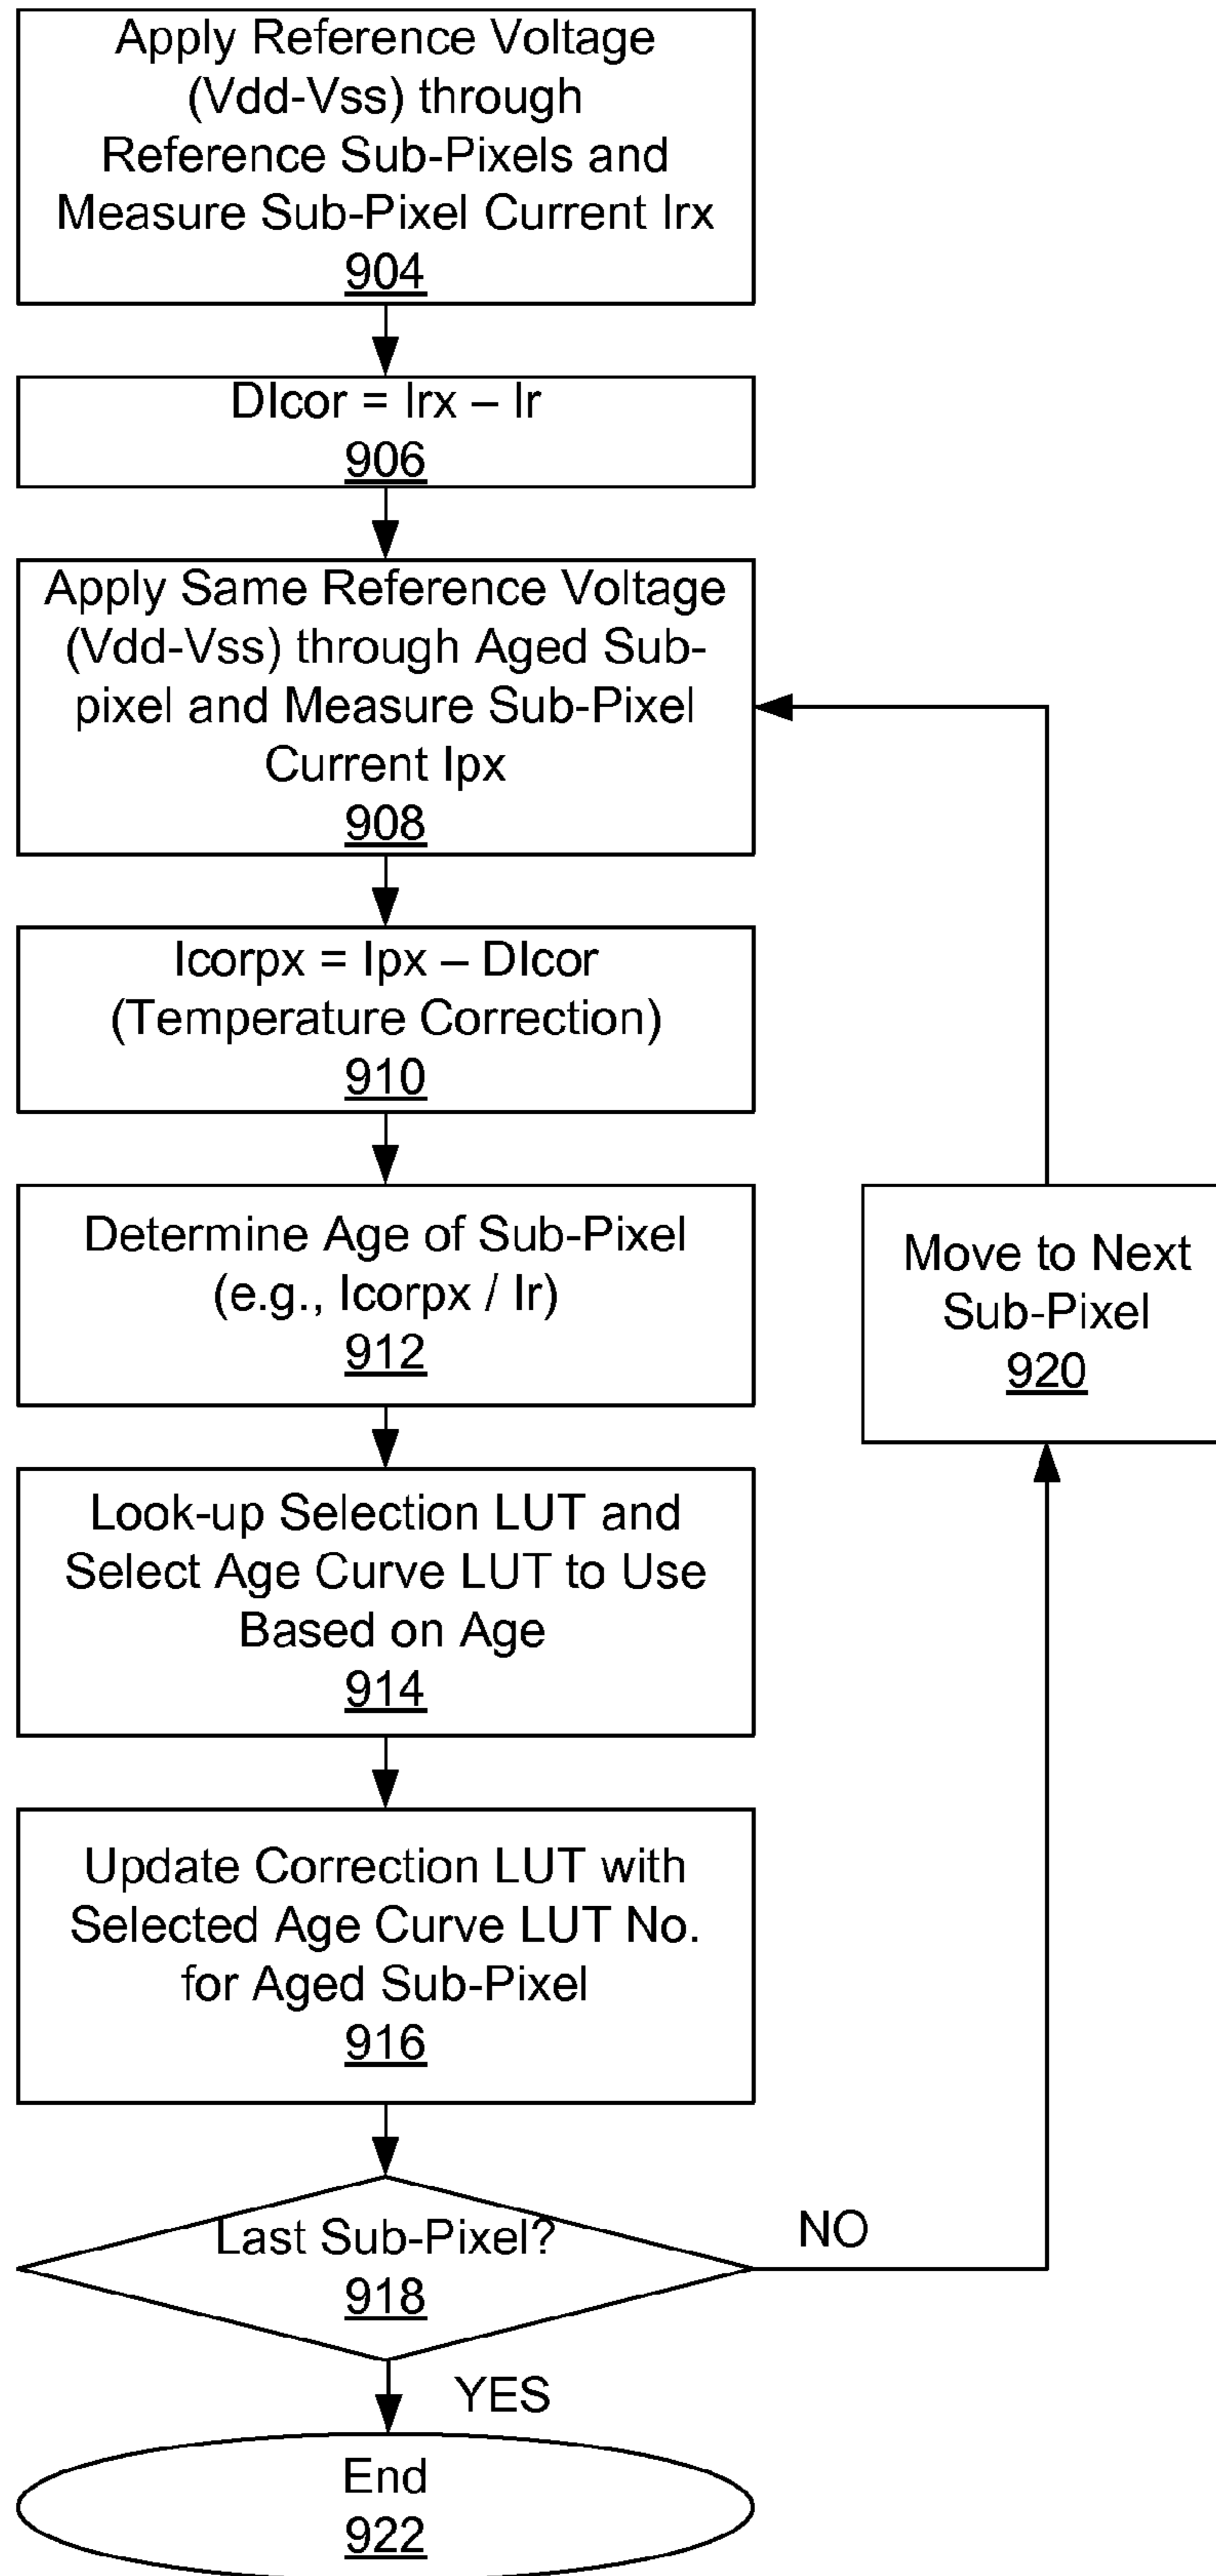 Apply Reference Voltage
(Vdd-Vss) through
Reference Sub-Pixels and
Measure Sub-Pixel Current Irx
904
DIcor = Irx – Ir
906
Apply Same Reference Voltage
(Vdd-Vss) through Aged Sub-
pixel and Measure Sub-Pixel
Current Ipx
908
Icorpx = Ipx – DIcor
(Temperature Correction)
910
Determine Age of Sub-Pixel
(e.g., Icorpx / Ir)
912
Move to Next
Sub-Pixel
920
Look-up Selection LUT and
Select Age Curve LUT to Use
Based on Age
914
Update Correction LUT with
Selected Age Curve LUT No.
for Aged Sub-Pixel
916
Last Sub-Pixel?
918
NO
YES
End
922